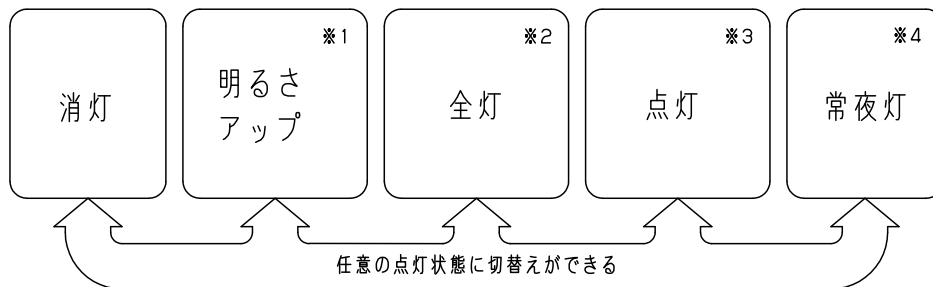 消灯
※1
明るさ
アップ
※2
全灯
※3
点灯
※4
常夜灯
任意の点灯状態に切替えができる